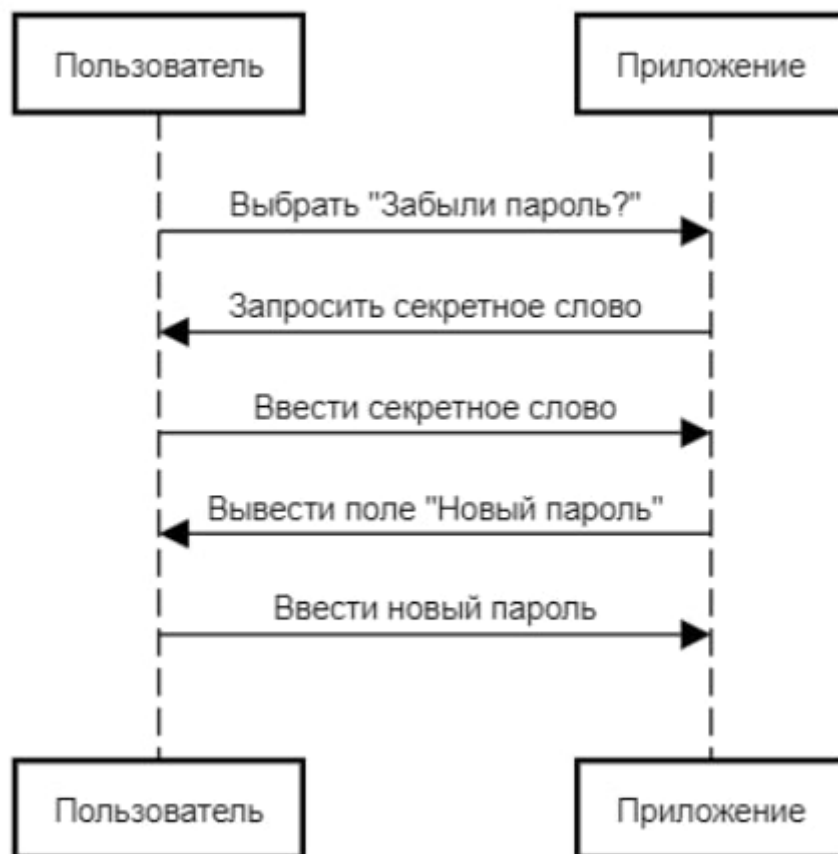 Пользователь
Приложение
Выбрать "Забыли пароль?"
Запросить секретное слово
Ввести секретное слово
Вывести поле "Новый пароль"
Ввести новый пароль
Пользователь
Приложение